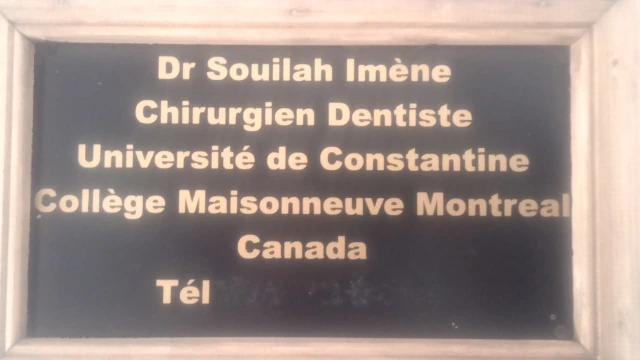 Dr Souilah Imène
Chirurgien Dentiste
Université de Constantine
Collège Maisonneuve Montreal
Canada
Tél